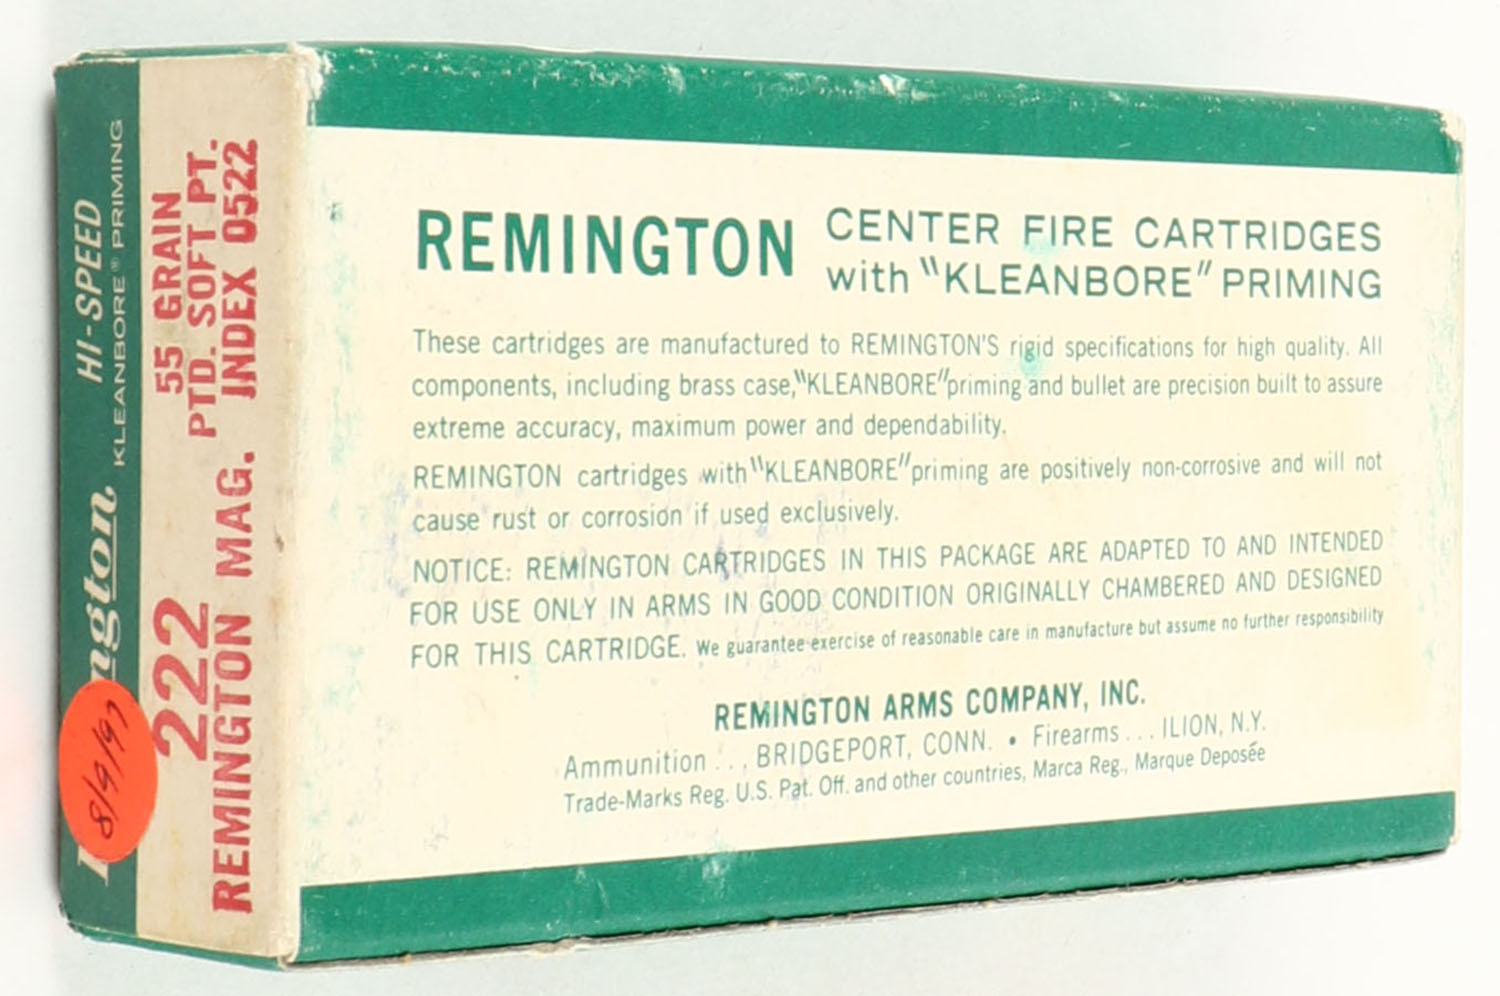 HI-SPEED
KLEANBORE® PRIMING
ngton
8/9/97
222
REMINGTON MAG.
55 GRAIN
PTD. SOFT PT.
INDEX 0522
REMINGTON
CENTER FIRE CARTRIDGES
with "KLEANBORE" PRIMING
These cartridges are manufactured to REMINGTON'S rigid specifications for high quality. All
components, including brass case, "KLEANBORE" priming and bullet are precision built to assure
extreme accuracy, maximum power and dependability.
REMINGTON cartridges with "KLEANBORE" priming are positively non-corrosive and will not
cause rust or corrosion if used exclusively.
NOTICE: REMINGTON CARTRIDGES IN THIS PACKAGE ARE ADAPTED TO AND INTENDED
FOR USE ONLY IN ARMS IN GOOD CONDITION ORIGINALLY CHAMBERED AND DESIGNED
FOR THIS CARTRIDGE. We guarantee exercise of reasonable care in manufacture but assume no further responsibility
REMINGTON ARMS COMPANY, INC.
Ammunition . . . BRIDGEPORT, CONN. • Firearms . . . ILION, N.Y.
Trade-Marks Reg. U.S. Pat. Off. and other countries, Marca Reg., Marque Deposée